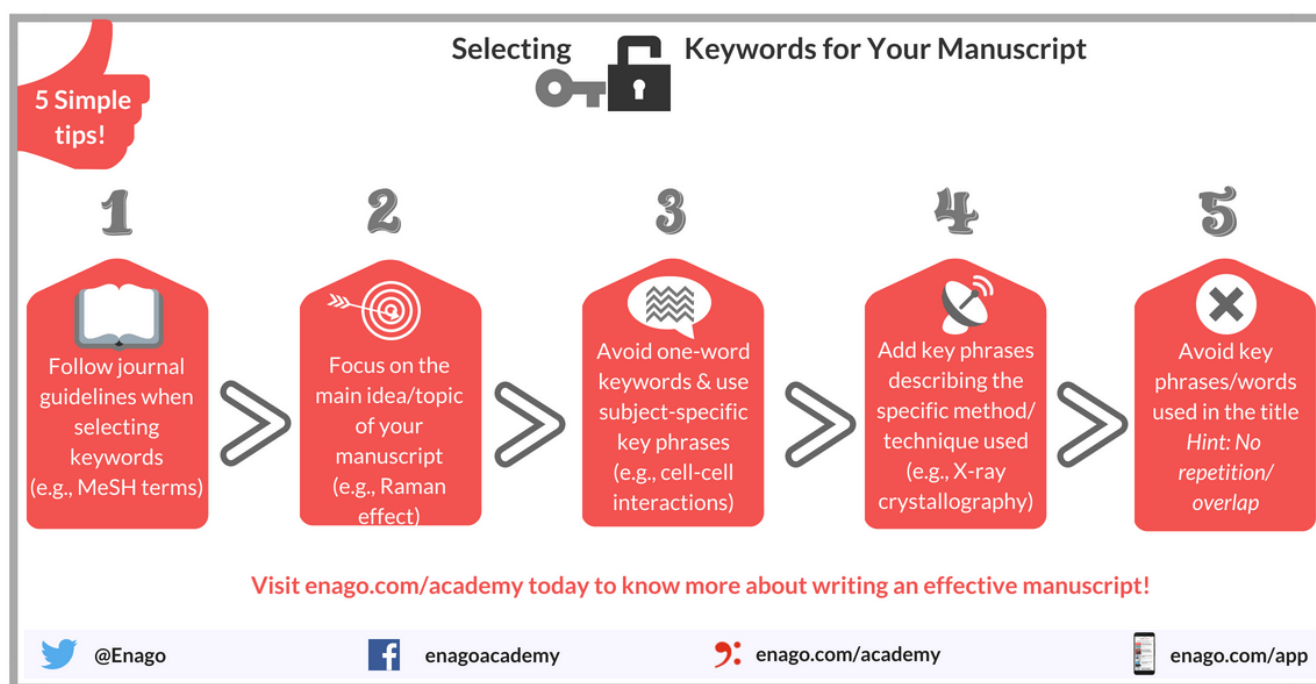 Selecting Keywords for Your Manuscript
5 Simple
tips!
1
Follow journal
guidelines when
selecting
keywords
(e.g., MeSH terms)
2
Focus on the
main idea/topic
of your
manuscript
(e.g., Raman
effect)
3
Avoid one-word
keywords & use
subject-specific
key phrases
(e.g., cell-cell
interactions)
4
Add key phrases
describing the
specific method/
technique used
(e.g., X-ray
crystallography)
5
Avoid key
phrases/words
used in the title
Hint: No
repetition/
overlap
Visit enago.com/academy today to know more about writing an effective manuscript!
@Enago
enagoacademy
enago.com/academy
enago.com/app